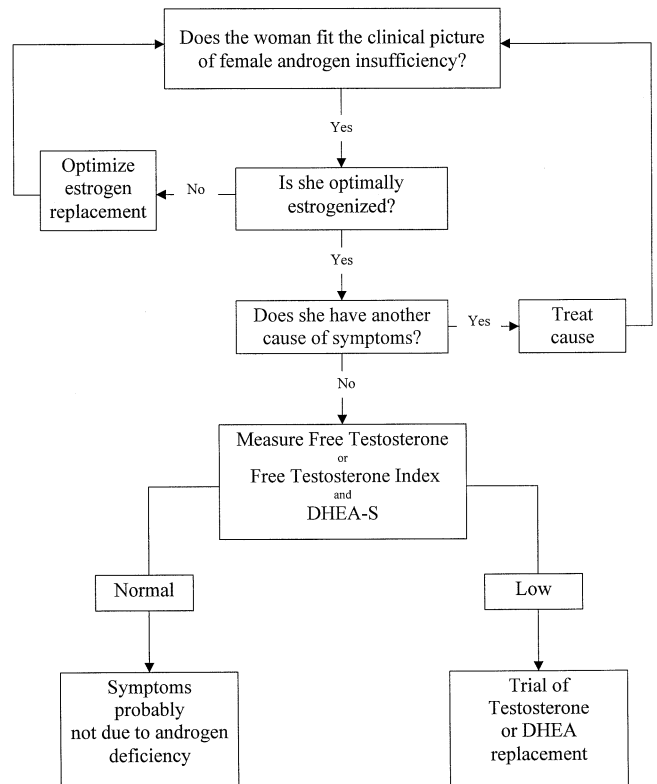 Does the woman fit the clinical picture
of female androgen insufficiency?
Yes
Optimize
estrogen
replacement
No
Is she optimally
estrogenized?
Yes
Does she have another
cause of symptoms?
Yes
Treat
cause
No
Measure Free Testosterone
or
Free Testosterone Index
and
DHEA-S
Normal
Low
Symptoms
probably
not due to androgen
deficiency
Trial of
Testosterone
or DHEA
replacement